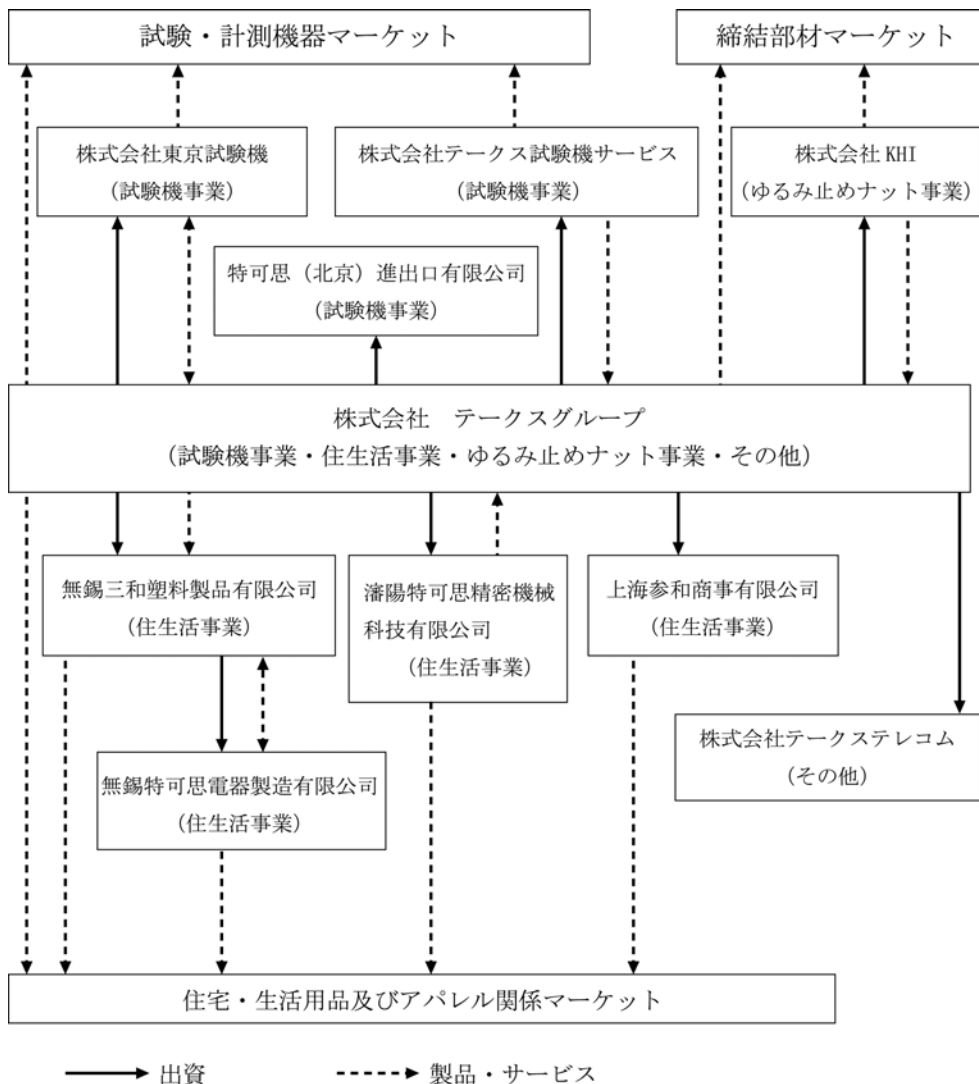 試験・計測機器マーケット
締結部材マーケット
株式会社東京試験機
(試験機事業)
株式会社テークス試験機サービス
(試験機事業)
株式会社 KHI
(ゆるみ止めナット事業)
特可思（北京）進出口有限公司
(試験機事業)
株式会社　テークスグループ
(試験機事業・住生活事業・ゆるみ止めナット事業・その他)
無錫三和塑料製品有限公司
(住生活事業)
瀋陽特可思精密機械
科技有限公司
(住生活事業)
上海参和商事有限公司
(住生活事業)
株式会社テークステレコム
(その他)
無錫特可思電器製造有限公司
(住生活事業)
住宅・生活用品及びアパレル関係マーケット
出資
製品・サービス